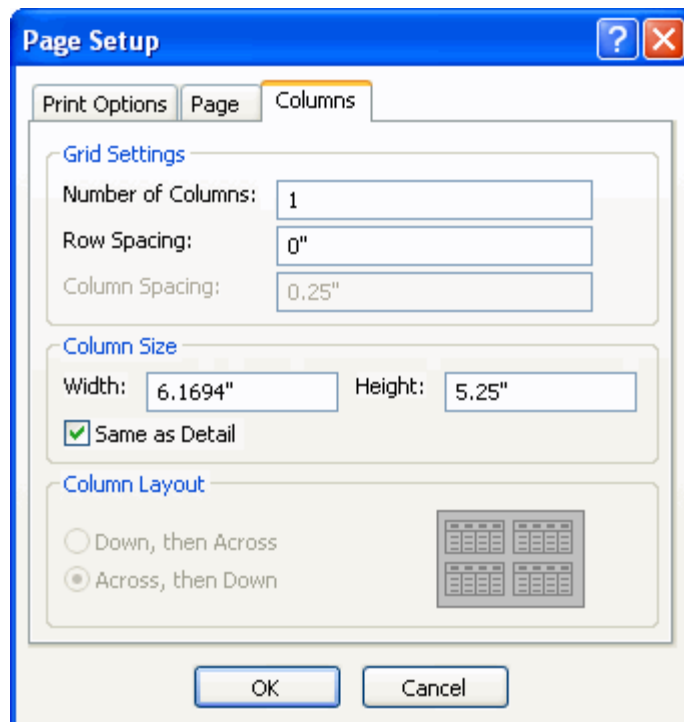 Page Setup
Print Options Page Columns
Grid Settings
Number of Columns: 1
Row Spacing: 0"
Column Spacing: 0.25"
Column Size
Width: 6.1694" Height: 5.25"
Same as Detail
Column Layout
Down, then Across
Across, then Down
OK Cancel